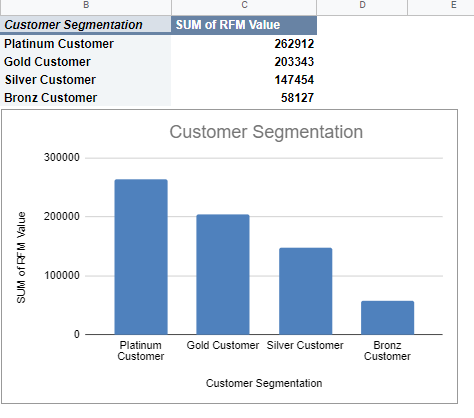 B C D E
Customer Segmentation SUM of RFM Value
Platinum Customer 262912
Gold Customer 203343
Silver Customer 147454
Bronz Customer 58127
Customer Segmentation
300000
200000
100000
0
SUM of RFM Value
Platinum Customer
Gold Customer
Silver Customer
Bronz Customer
Customer Segmentation